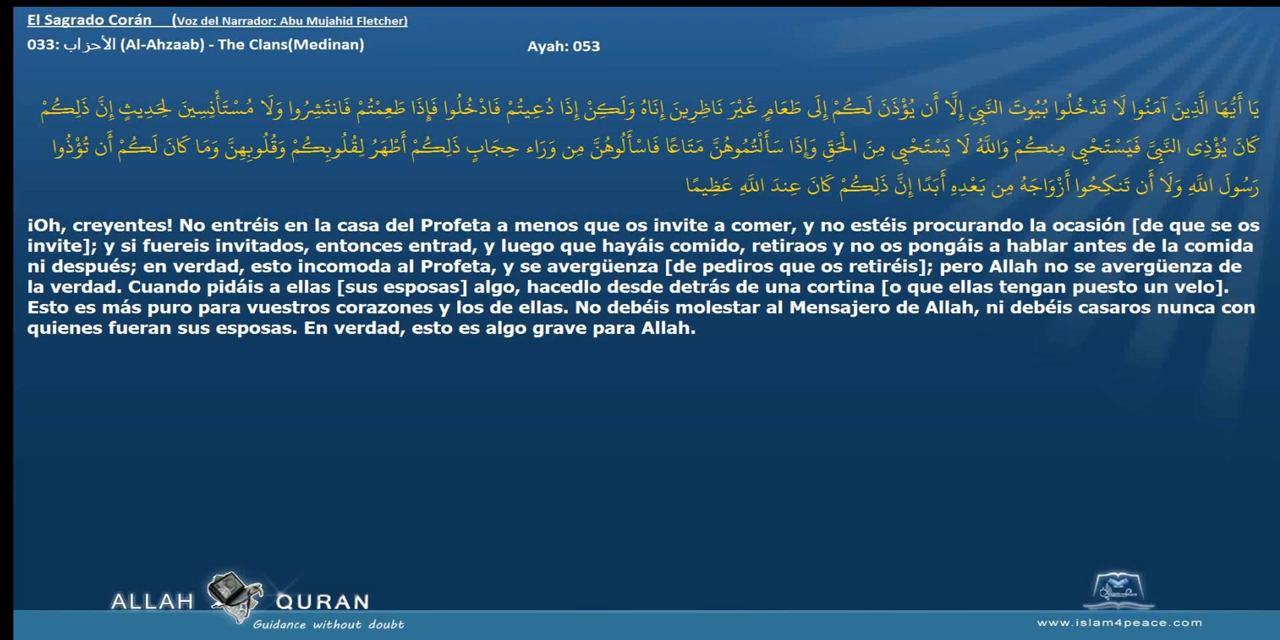 El Sagrado Corán (Voz del Narrador: Abu Mujahid Fletcher)
033: الأحزاب (Al-Ahzaab) - The Clans(Medinan) Ayah: 053
يَا أَيُّهَا الَّذِينَ آمَنُوا لَا تَدْخُلُوا بُيُوتَ النَّبِيِّ إِلَّا أَن يُؤْذَنَ لَكُمْ إِلَى طَعَامٍ غَيْرَ نَاظِرِينَ إِنَاهُ وَلَكِنْ إِذَا دُعِيتُمْ فَادْخُلُوا فَإِذَا طَعِمْتُمْ فَانتَشِرُوا وَلَا مُسْتَأْنِسِينَ لِحَدِيثٍ إِنَّ ذَلِكُمْ
كَانَ يُؤْذِى النَّبِيَّ فَيَسْتَحْيِى مِنكُمْ وَاللَّهُ لَا يَسْتَحْيِى مِنَ الْحَقِّ وَإِذَا سَأَلْتُمُوهُنَّ مَتَاعًا فَاسْأَلُوهُنَّ مِن وَرَاء حِجَابٍ ذَلِكُمْ أَطْهَرُ لِقُلُوبِكُمْ وَقُلُوبِهِنَّ وَمَا كَانَ لَكُمْ أَن تُؤْذُوا
رَسُولَ اللَّهِ وَلَا أَن تَنكِحُوا أَزْوَاجَهُ مِن بَعْدِهِ أَبَدًا إِنَّ ذَلِكُمْ كَانَ عِندَ اللَّهِ عَظِيمًا
¡Oh, creyentes! No entréis en la casa del Profeta a menos que os invite a comer, y no estéis procurando la ocasión [de que se os
invite]; y si fuereis invitados, entonces entrad, y luego que hayáis comido, retiraos y no os pongáis a hablar antes de la comida
ni después; en verdad, esto incomoda al Profeta, y se avergüenza [de pediros que os retiréis]; pero Allah no se avergüenza de
la verdad. Cuando pidáis a ellas [sus esposas] algo, hacedlo desde detrás de una cortina [o que ellas tengan puesto un velo].
Esto es más puro para vuestros corazones y los de ellas. No debéis molestar al Mensajero de Allah, ni debéis casaros nunca con
quienes fueran sus esposas. En verdad, esto es algo grave para Allah.
ALLAH QURAN
Guidance without doubt
www.islam4peace.com